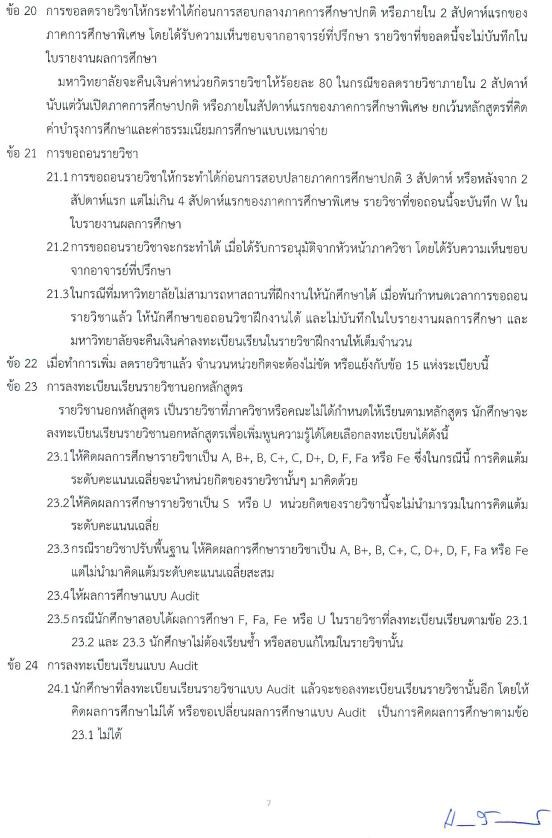 ข้อ 20 การขอลดรายวิชาให้กระทำได้ก่อนการสอบกลางภาคการศึกษาปกติ หรือภายใน 2 สัปดาห์แรกของ
ภาคการศึกษาพิเศษ โดยได้รับความเห็นชอบจากอาจารย์ที่ปรึกษา รายวิชาที่ขอลดนี้จะไม่บันทึกใน
ใบรายงานผลการศึกษา
มหาวิทยาลัยจะคืนเงินค่าหน่วยกิตรายวิชาให้ร้อยละ 80 ในกรณีขอลดรายวิชาภายใน 2 สัปดาห์
นับแต่วันเปิดภาคการศึกษาปกติ หรือภายในสัปดาห์แรกของภาคการศึกษาพิเศษ ยกเว้นหลักสูตรที่คิด
ค่าบำรุงการศึกษาและค่าธรรมเนียมการศึกษาแบบเหมาจ่าย
ข้อ 21 การขอถอนรายวิชา
21.1 การขอถอนรายวิชาให้กระทำได้ก่อนการสอบปลายภาคการศึกษาปกติ 3 สัปดาห์ หรือหลังจาก 2
สัปดาห์แรก แต่ไม่เกิน 4 สัปดาห์แรกของภาคการศึกษาพิเศษ รายวิชาที่ขอถอนนี้จะบันทึก W ใน
ใบรายงานผลการศึกษา
21.2 การขอถอนรายวิชาจะกระทำได้ เมื่อได้รับการอนุมัติจากหัวหน้าภาควิชา โดยได้รับความเห็นชอบ
จากอาจารย์ที่ปรึกษา
21.3 ในกรณีที่มหาวิทยาลัยไม่สามารถหาสถานที่ฝึกงานให้นักศึกษาได้ เมื่อพ้นกำหนดเวลาการขอถอน
รายวิชาแล้ว ให้นักศึกษาขอถอนวิชาฝึกงานได้ และไม่บันทึกในใบรายงานผลการศึกษา และ
มหาวิทยาลัยจะคืนเงินค่าลงทะเบียนเรียนในรายวิชาฝึกงานให้เต็มจำนวน
ข้อ 22 เมื่อทำการเพิ่ม ลดรายวิชาแล้ว จำนวนหน่วยกิตจะต้องไม่ขัด หรือแย้งกับข้อ 15 แห่งระเบียบนี้
ข้อ 23 การลงทะเบียนเรียนรายวิชานอกหลักสูตร
รายวิชานอกหลักสูตร เป็นรายวิชาที่ภาควิชาหรือคณะไม่ได้กำหนดให้เรียนตามหลักสูตร นักศึกษาจะ
ลงทะเบียนเรียนรายวิชานอกหลักสูตรเพื่อเพิ่มพูนความรู้ได้โดยเลือกลงทะเบียนได้ดังนี้
23.1 ให้คิดผลการศึกษารายวิชาเป็น A, B+, B, C+, C, D+, D, F, Fa หรือ Fe ซึ่งในกรณีนี้ การคิดแต้ม
ระดับคะแนนเฉลี่ยจะนำหน่วยกิตของรายวิชานั้นๆ มาคิดด้วย
23.2 ให้คิดผลการศึกษารายวิชาเป็น S หรือ U หน่วยกิตของรายวิชานี้จะไม่นำมารวมในการคิดแต้ม
ระดับคะแนนเฉลี่ย
23.3 กรณีรายวิชาปรับพื้นฐาน ให้คิดผลการศึกษารายวิชาเป็น A, B+, B, C+, C, D+, D, F, Fa หรือ Fe
แต่ไม่นำมาคิดแต้มระดับคะแนนเฉลี่ยสะสม
23.4 ให้ผลการศึกษาแบบ Audit
23.5 กรณีนักศึกษาสอบได้ผลการศึกษา F, Fa, Fe หรือ U ในรายวิชาที่ลงทะเบียนเรียนตามข้อ 23.1
23.2 และ 23.3 นักศึกษาไม่ต้องเรียนซ้ำ หรือสอบแก้ใหม่ในรายวิชานั้น
ข้อ 24 การลงทะเบียนเรียนแบบ Audit
24.1 นักศึกษาที่ลงทะเบียนเรียนรายวิชาแบบ Audit แล้วจะขอลงทะเบียนเรียนรายวิชานั้นอีก โดยให้
คิดผลการศึกษาไม่ได้ หรือขอเปลี่ยนผลการศึกษาแบบ Audit เป็นการคิดผลการศึกษาตามข้อ
23.1 ไม่ได้
7